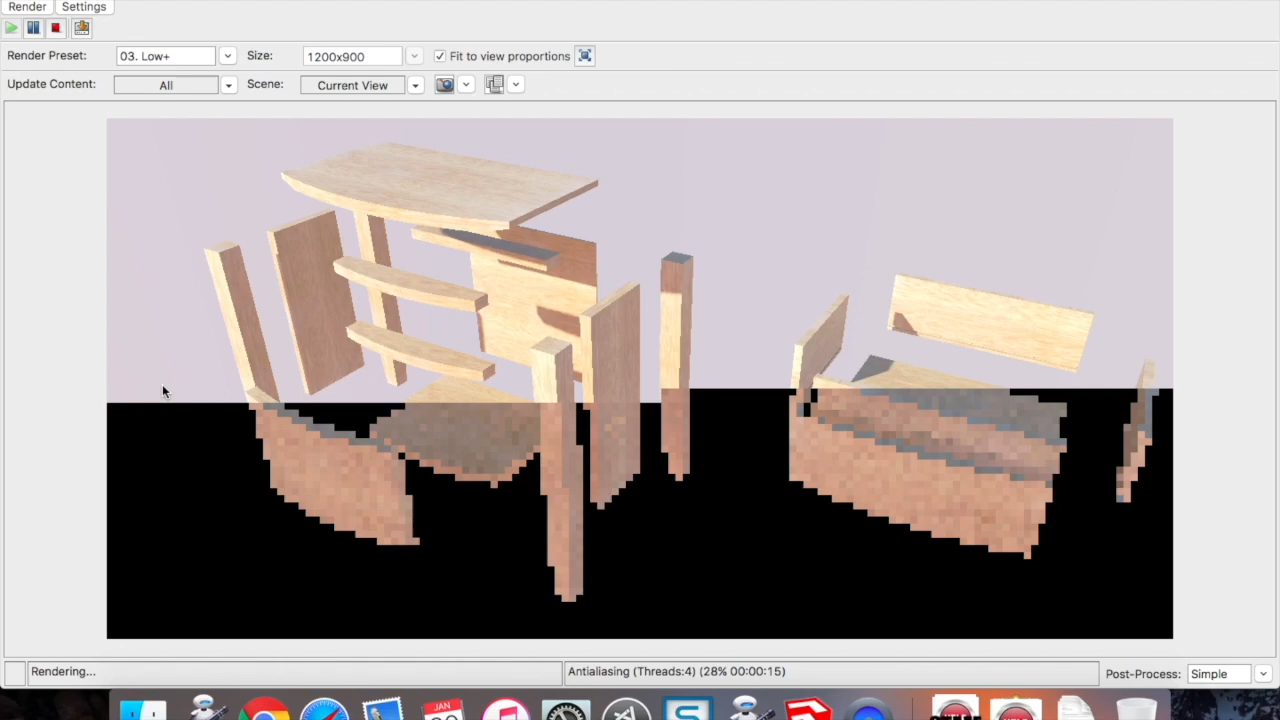 Render Settings
Render Preset: 03. Low+ Size: 1200x900 Fit to view proportions
Update Content: All Scene: Current View
Rendering... Antialiasing (Threads:4) (28% 00:00:15) Post-Process: Simple
JAN